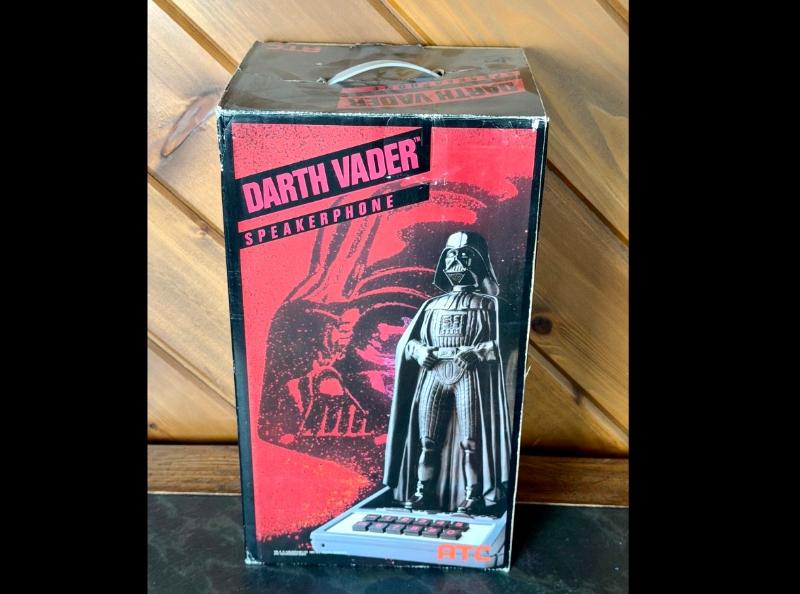 ATC
DARTH VADER
DARTH VADER™
SPEAKERPHONE
ATC